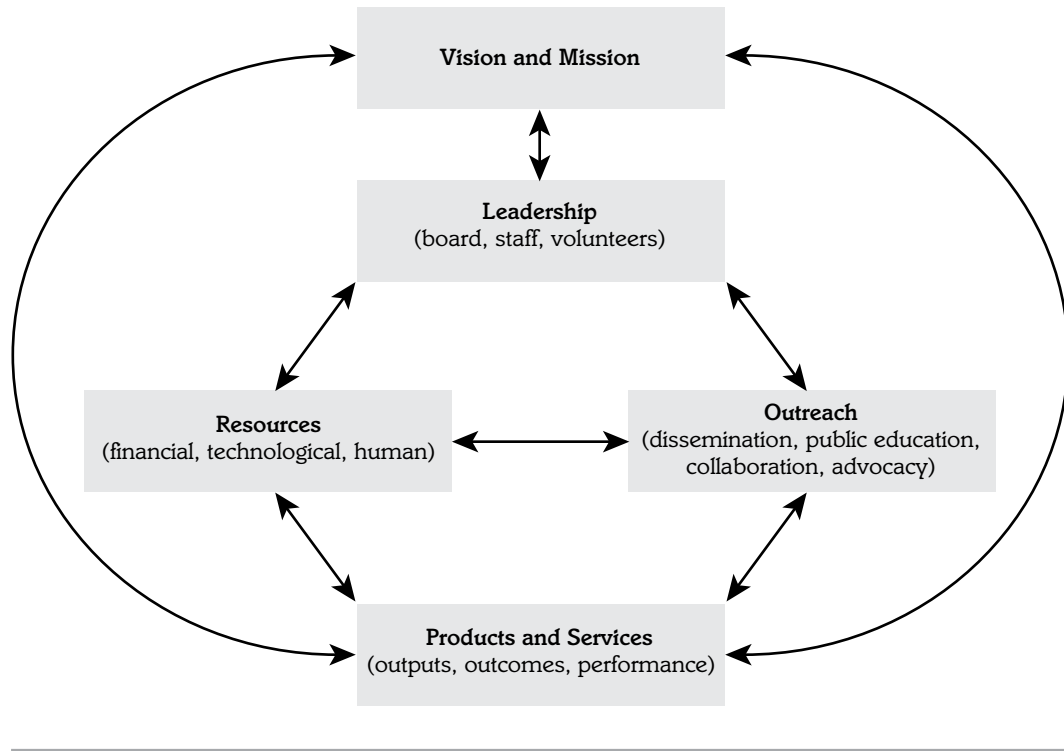 Vision and Mission
Leadership
(board, staff, volunteers)
Resources
(financial, technological, human)
Outreach
(dissemination, public education,
collaboration, advocacy)
Products and Services
(outputs, outcomes, performance)